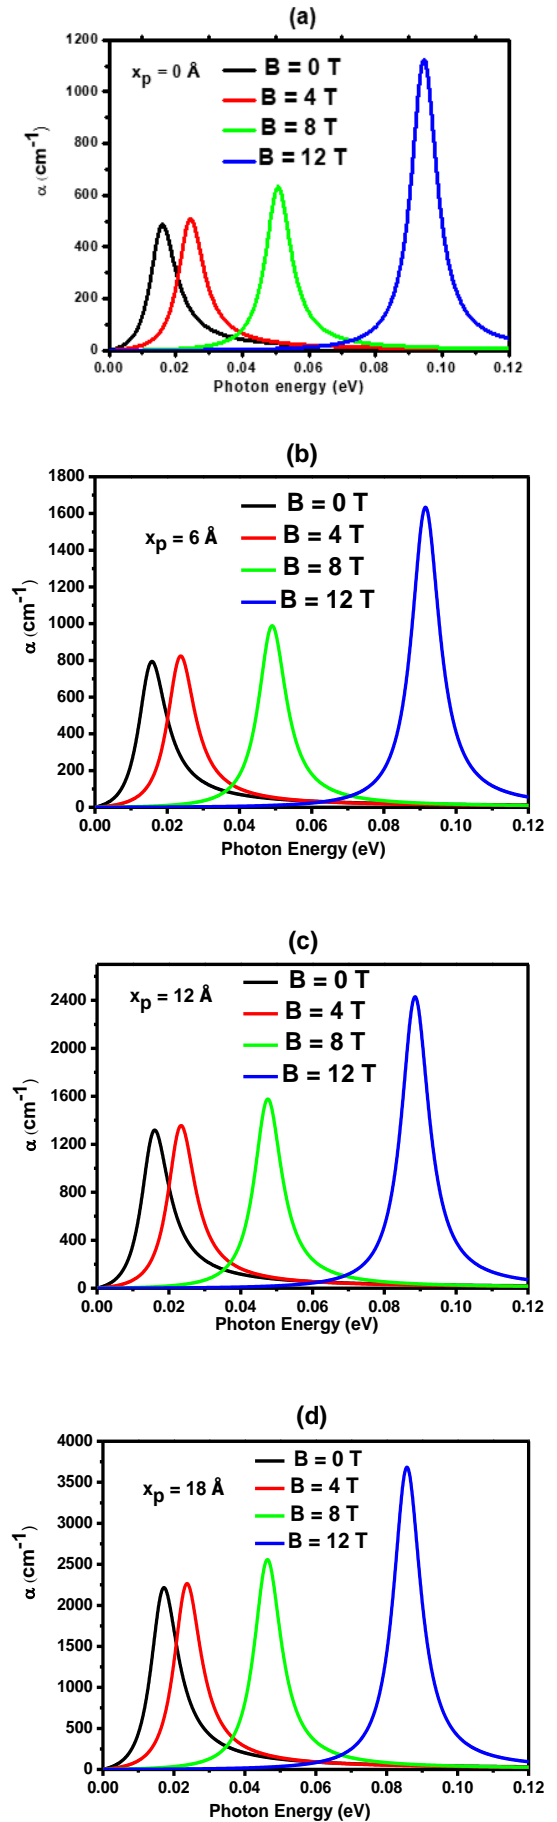 (a)
1200
1000
800
600
400
200
0
α (cm-1)
xp = 0 Å
B = 0 T
B = 4 T
B = 8 T
B = 12 T
0.00 0.02 0.04 0.06 0.08 0.10 0.12
Photon energy (eV)
(b)
1800
1600
1400
1200
1000
800
600
400
200
0
α (cm-1)
xp = 6 Å
B = 0 T
B = 4 T
B = 8 T
B = 12 T
0.00 0.02 0.04 0.06 0.08 0.10 0.12
Photon Energy (eV)
(c)
2400
2000
1600
1200
800
400
0
α (cm-1)
xp = 12 Å
B = 0 T
B = 4 T
B = 8 T
B = 12 T
0.00 0.02 0.04 0.06 0.08 0.10 0.12
Photon Energy (eV)
(d)
4000
3500
3000
2500
2000
1500
1000
500
0
α (cm-1)
xp = 18 Å
B = 0 T
B = 4 T
B = 8 T
B = 12 T
0.00 0.02 0.04 0.06 0.08 0.10 0.12
Photon Energy (eV)